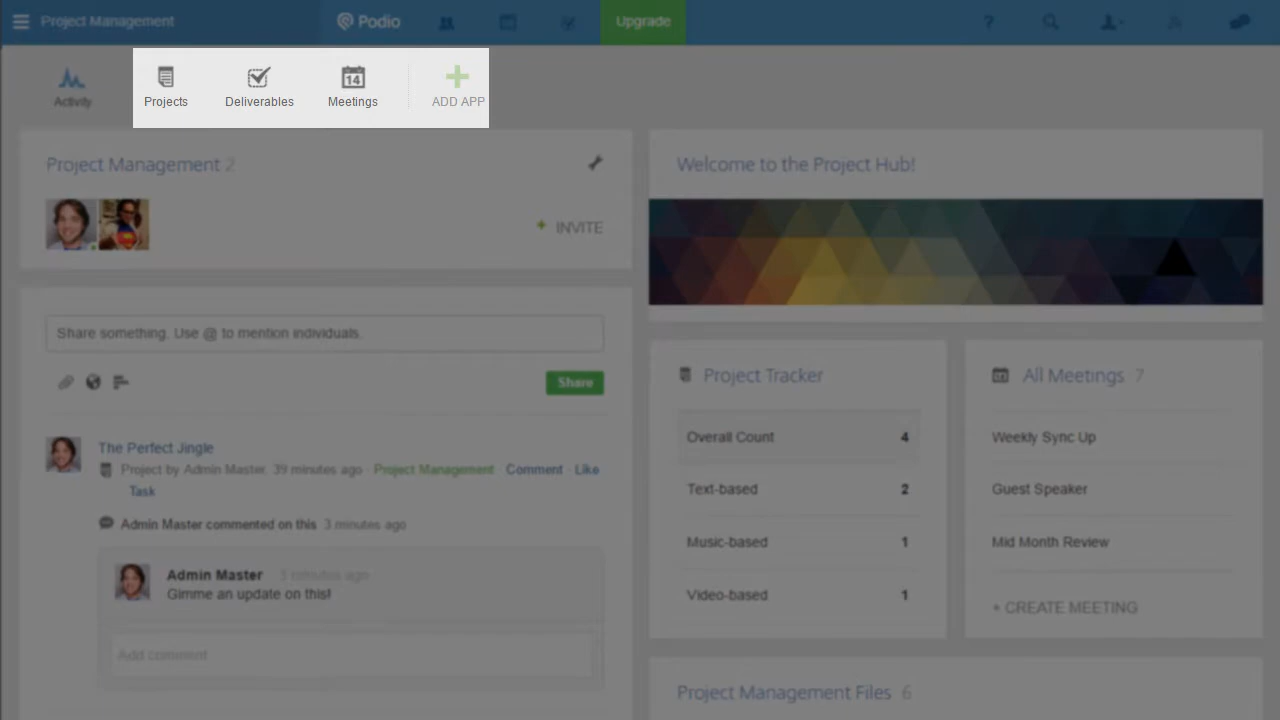 Project Management
Podio
Upgrade
?
Activity
Projects
Deliverables
14
Meetings
ADD APP
Project Management 2
+ INVITE
Share something. Use @ to mention individuals.
Share
The Perfect Jingle
Project by Admin Master. 39 minutes ago · Project Management · Comment · Like
Task
Admin Master commented on this 3 minutes ago
Admin Master 3 minutes ago
Gimme an update on this!
Add comment
Welcome to the Project Hub!
Project Tracker
Overall Count 4
Text-based 2
Music-based 1
Video-based 1
All Meetings 7
Weekly Sync Up
Guest Speaker
Mid Month Review
+ CREATE MEETING
Project Management Files 6